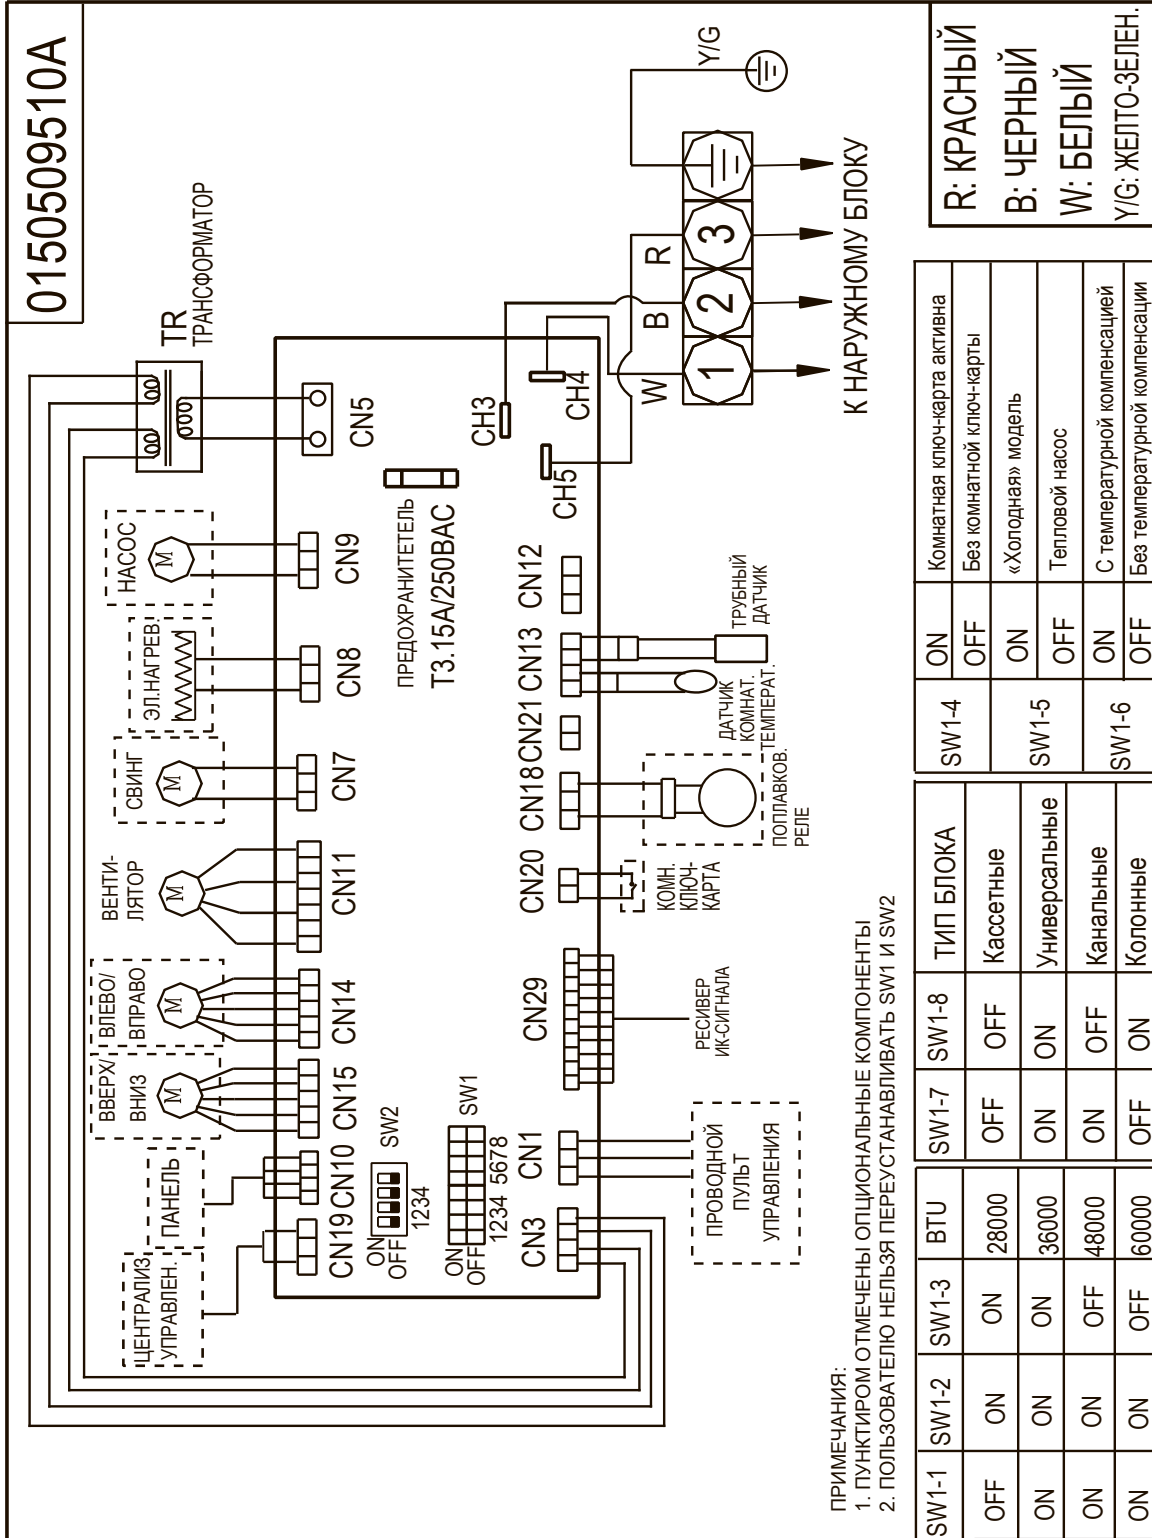 0150509510A
TR
ТРАНСФОРМАТОР
ЦЕНТРАЛИЗ.
УПРАВЛЕН.
ПАНЕЛЬ
ВВЕРХ/
ВНИЗ
ВЛЕВО/
ВПРАВО
ВЕНТИ-
ЛЯТОР
СВИНГ
ЭЛ.НАГРЕВ.
НАСОС
M
M
M
M
M
CN19
CN10
CN15
CN14
CN11
CN7
CN8
CN9
CN5
ON
OFF
1234
SW2
ON
OFF
1234 5678
SW1
ПРЕДОХРАНИТЕТЕЛЬ
T3.15A/250BAC
CH3
CH4
CH5
CN3
CN1
CN29
CN20
CN18
CN21
CN13
CN12
ПРОВОДНОЙ
ПУЛЬТ
УПРАВЛЕНИЯ
РЕСИВЕР
ИК-СИГНАЛА
КОМН.
КЛЮЧ-
КАРТА
ПОПЛАВКОВ.
РЕЛЕ
ДАТЧИК
КОМНАТ.
ТЕМПЕРАТ.
ТРУБНЫЙ
ДАТЧИК
W
B
R
Y/G
1
2
3
К НАРУЖНОМУ БЛОКУ
ПРИМЕЧАНИЯ:
1. ПУНКТИРОМ ОТМЕЧЕНЫ ОПЦИОНАЛЬНЫЕ КОМПОНЕНТЫ
2. ПОЛЬЗОВАТЕЛЮ НЕЛЬЗЯ ПЕРЕУСТАНАВЛИВАТЬ SW1 И SW2
R: КРАСНЫЙ
B: ЧЕРНЫЙ
W: БЕЛЫЙ
Y/G: ЖЕЛТО-ЗЕЛЕН.
SW1-1 SW1-2 SW1-3 BTU
OFF ON ON 28000
ON ON ON 36000
ON ON OFF 48000
ON ON OFF 60000
SW1-7 SW1-8 ТИП БЛОКА
OFF OFF Кассетные
ON ON Универсальные
ON OFF Канальные
OFF ON Колонные
SW1-4 ON Комнатная ключ-карта активна
OFF Без комнатной ключ-карты
SW1-5 ON «Холодная» модель
OFF Тепловой насос
SW1-6 ON С температурной компенсацией
OFF Без температурной компенсации